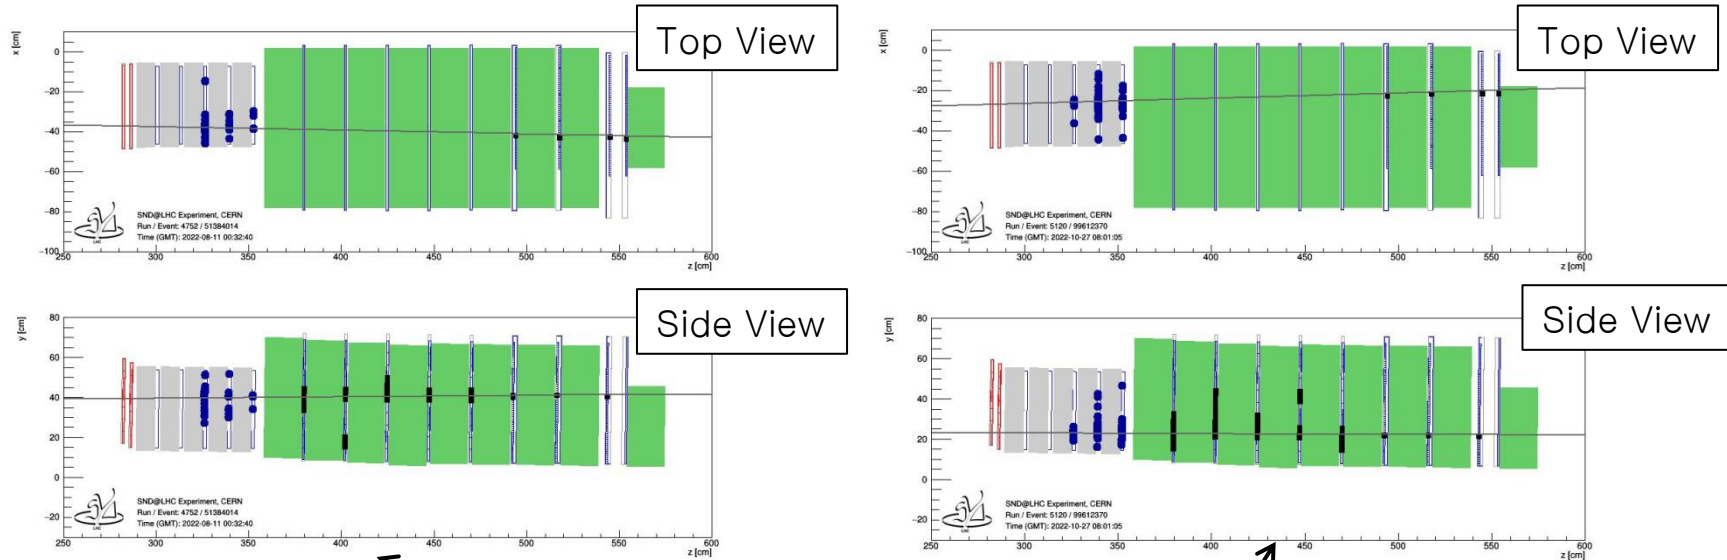 Top View
x [cm]
0
−20
−40
−60
−80
−100
SND@LHC Experiment, CERN
Run / Event: 4752 / 51384014
Time (GMT): 2022-08-11 00:32:40
LHC
250 300 350 400 450 500 550 600
z [cm]
Top View
x [cm]
0
−20
−40
−60
−80
−100
SND@LHC Experiment, CERN
Run / Event: 5120 / 99612370
Time (GMT): 2022-10-27 08:01:05
LHC
250 300 350 400 450 500 550 600
z [cm]
Side View
y [cm]
80
60
40
20
0
−20
SND@LHC Experiment, CERN
Run / Event: 4752 / 51384014
Time (GMT): 2022-08-11 00:32:40
LHC
250 300 350 400 450 500 550 600
z [cm]
Side View
y [cm]
80
60
40
20
0
−20
SND@LHC Experiment, CERN
Run / Event: 5120 / 99612370
Time (GMT): 2022-10-27 08:01:05
LHC
250 300 350 400 450 500 550 600
z [cm]